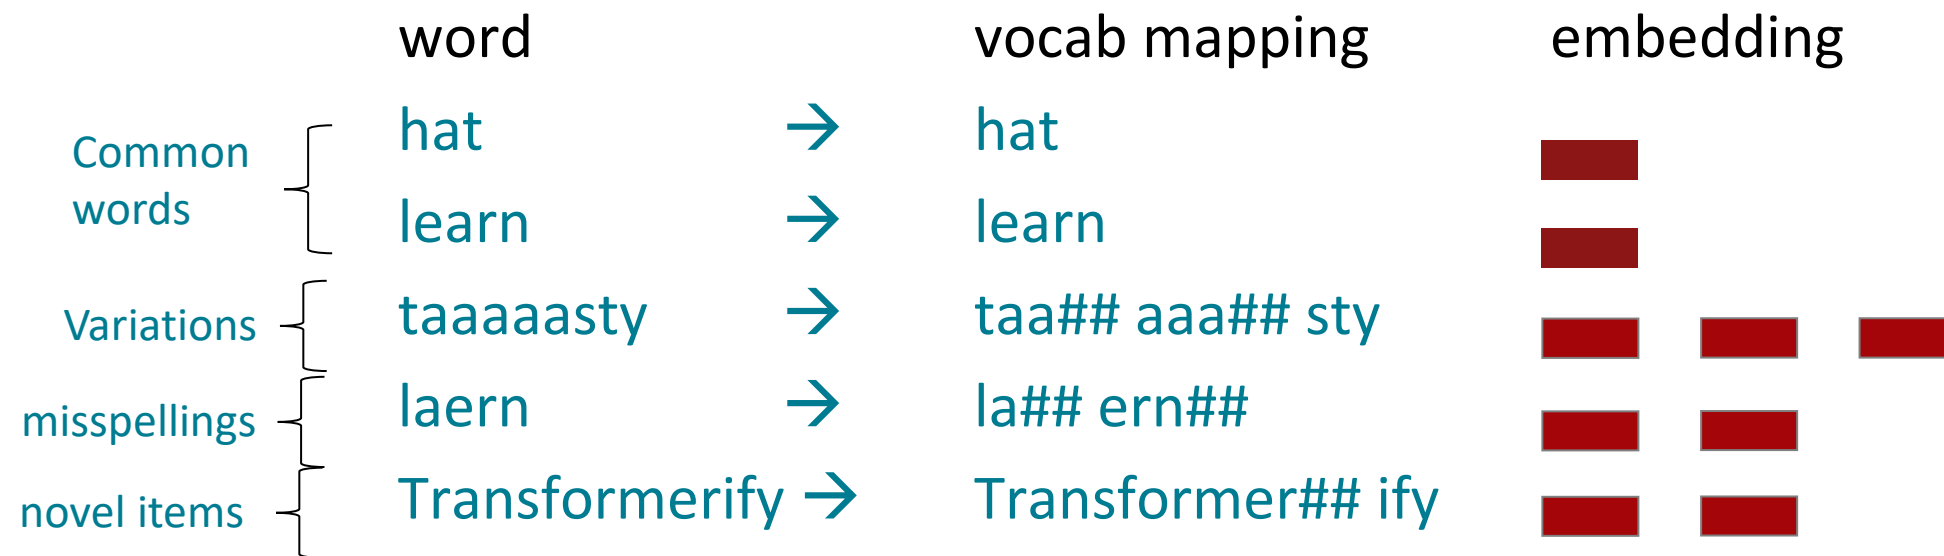 word vocab mapping embedding
Common
words
hat → hat
learn → learn
Variations
taaaaasty → taa## aaa## sty
misspellings
laern → la## ern##
novel items
Transformerify → Transformer## ify